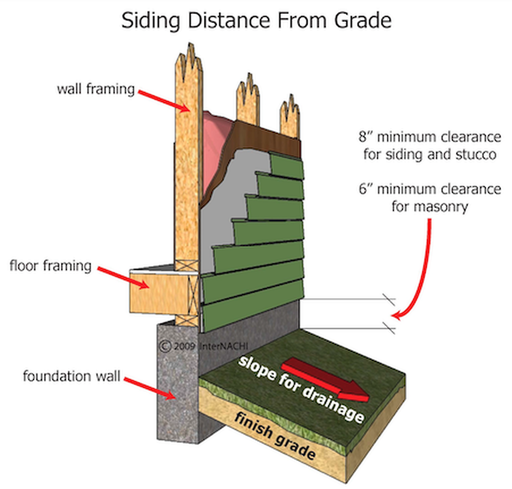 Siding Distance From Grade
wall framing
8” minimum clearance
for siding and stucco
6” minimum clearance
for masonry
floor framing
© 2009 InterNACHI
foundation wall
slope for drainage
finish grade